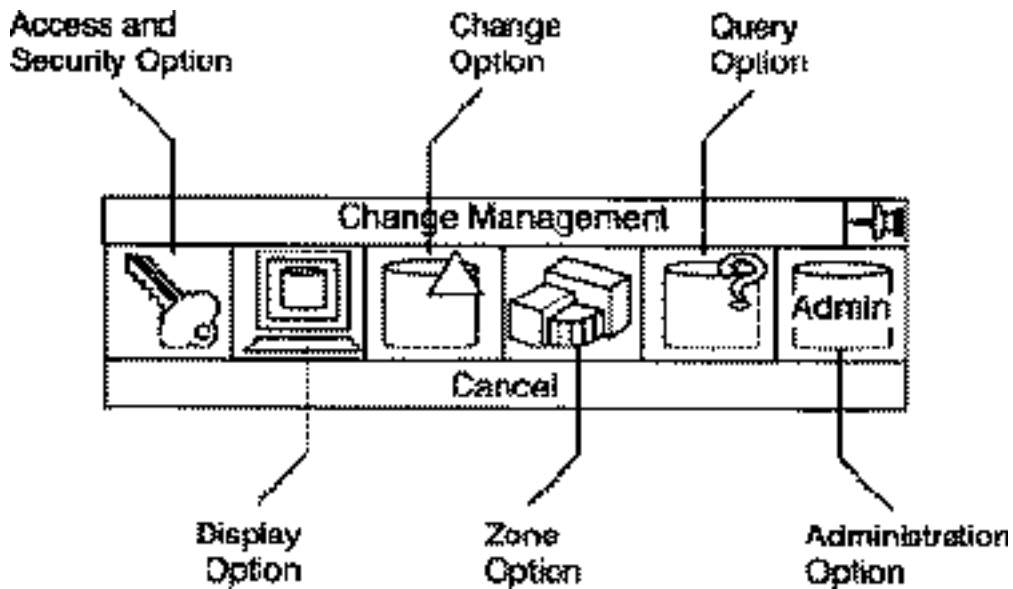 Access and
Security Option
Change
Option
Query
Option
Change Management
Admin
Cancel
Display
Option
Zone
Option
Administration
Option